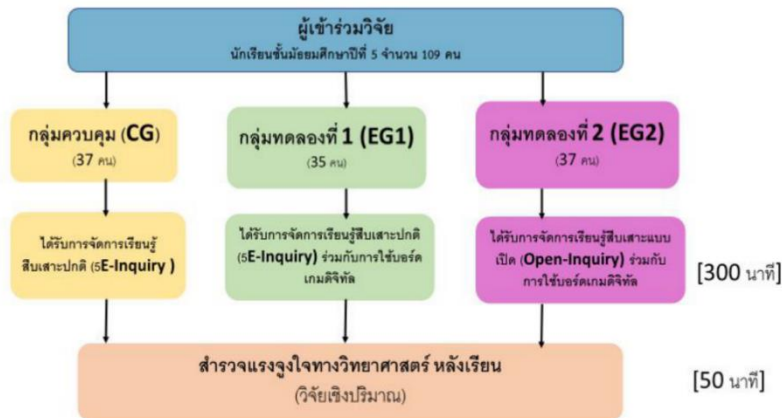 ผู้เข้าร่วมวิจัย
นักเรียนชั้นมัธยมศึกษาปีที่ 5 จำนวน 109 คน
กลุ่มควบคุม (CG)
(37 คน)
กลุ่มทดลองที่ 1 (EG1)
(35 คน)
กลุ่มทดลองที่ 2 (EG2)
(37 คน)
ได้รับการจัดการเรียนรู้
สืบเสาะปกติ (5E-Inquiry )
ได้รับการจัดการเรียนรู้สืบเสาะปกติ
(5E-Inquiry) ร่วมกับการใช้บอร์ด
เกมดิจิทัล
ได้รับการจัดการเรียนรู้สืบเสาะแบบ
เปิด (Open-Inquiry) ร่วมกับ
การใช้บอร์ดเกมดิจิทัล
[300 นาที]
สำรวจแรงจูงใจทางวิทยาศาสตร์ หลังเรียน
(วิจัยเชิงปริมาณ)
[50 นาที]